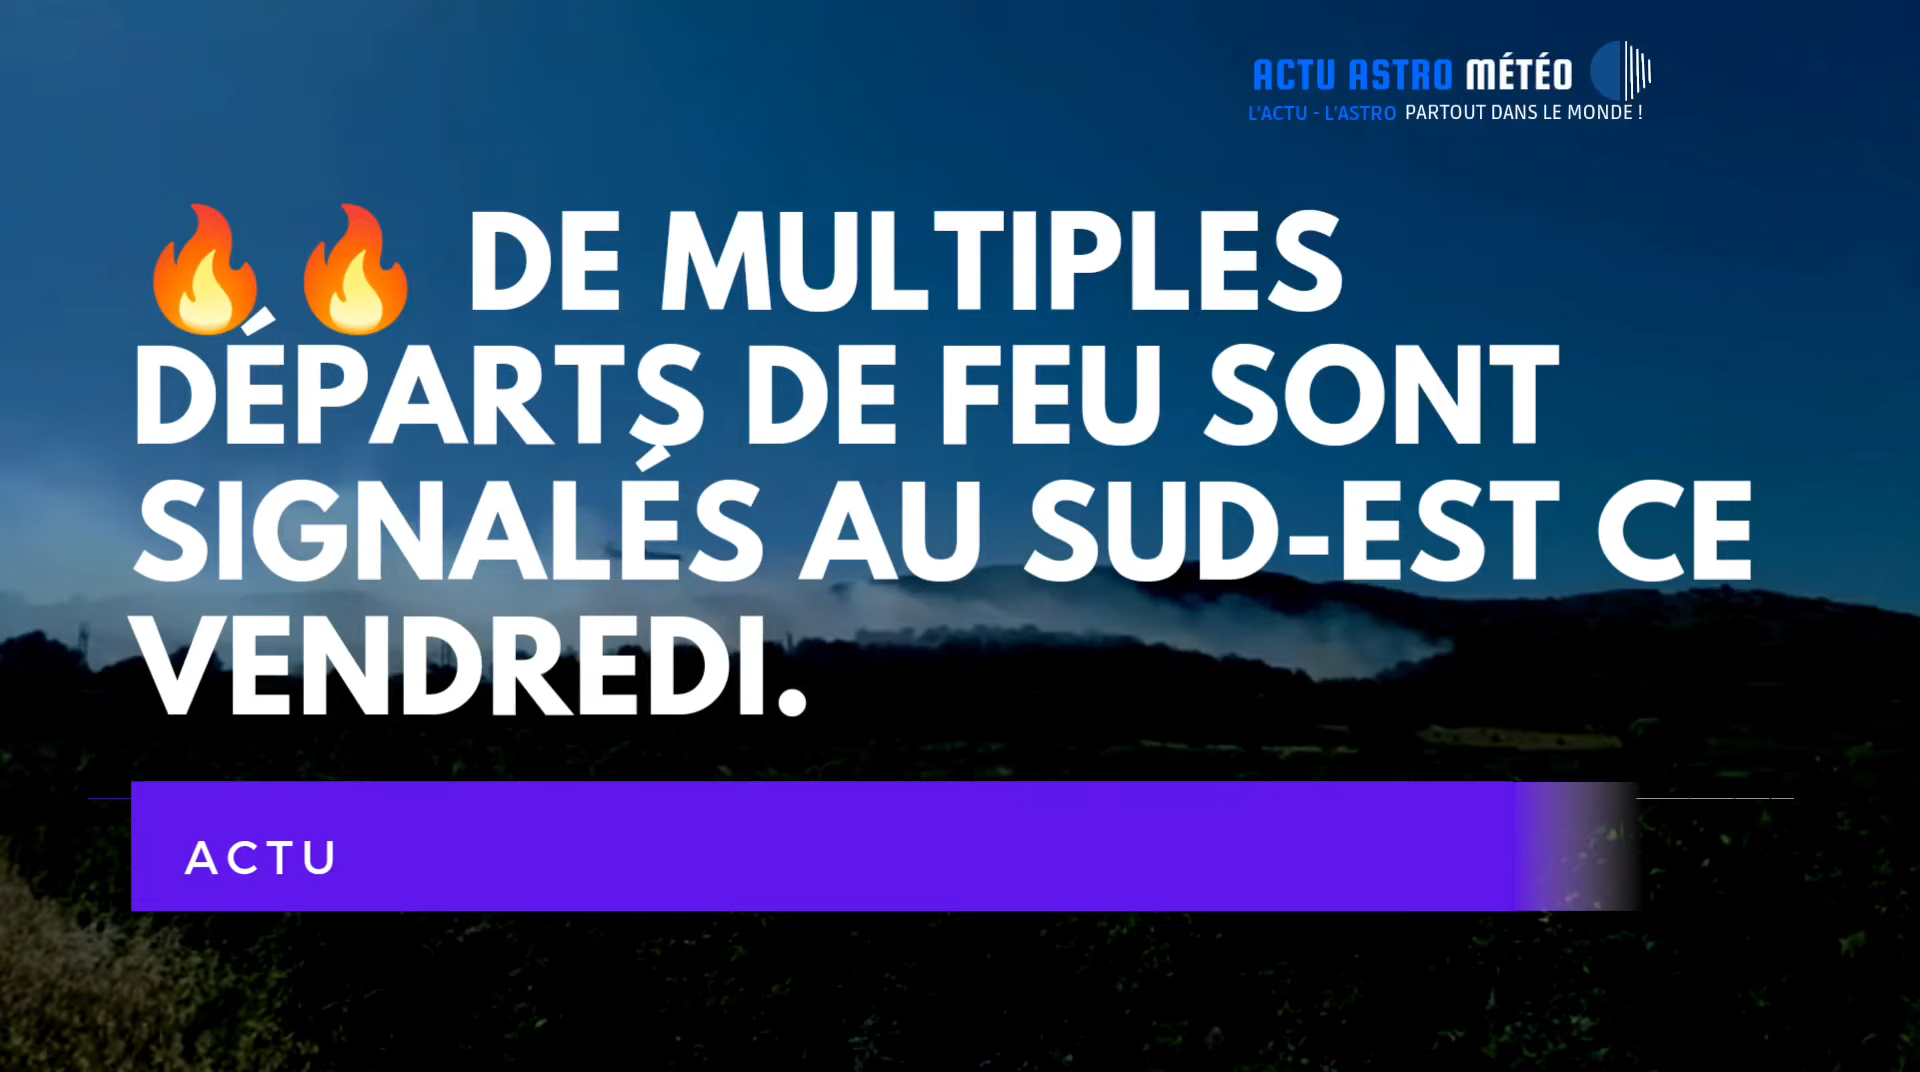 ACTU ASTRO MÉTÉO
L'ACTU - L'ASTRO PARTOUT DANS LE MONDE !
🔥🔥 DE MULTIPLES
DÉPARTS DE FEU SONT
SIGNALÉS AU SUD-EST CE
VENDREDI.
ACTU